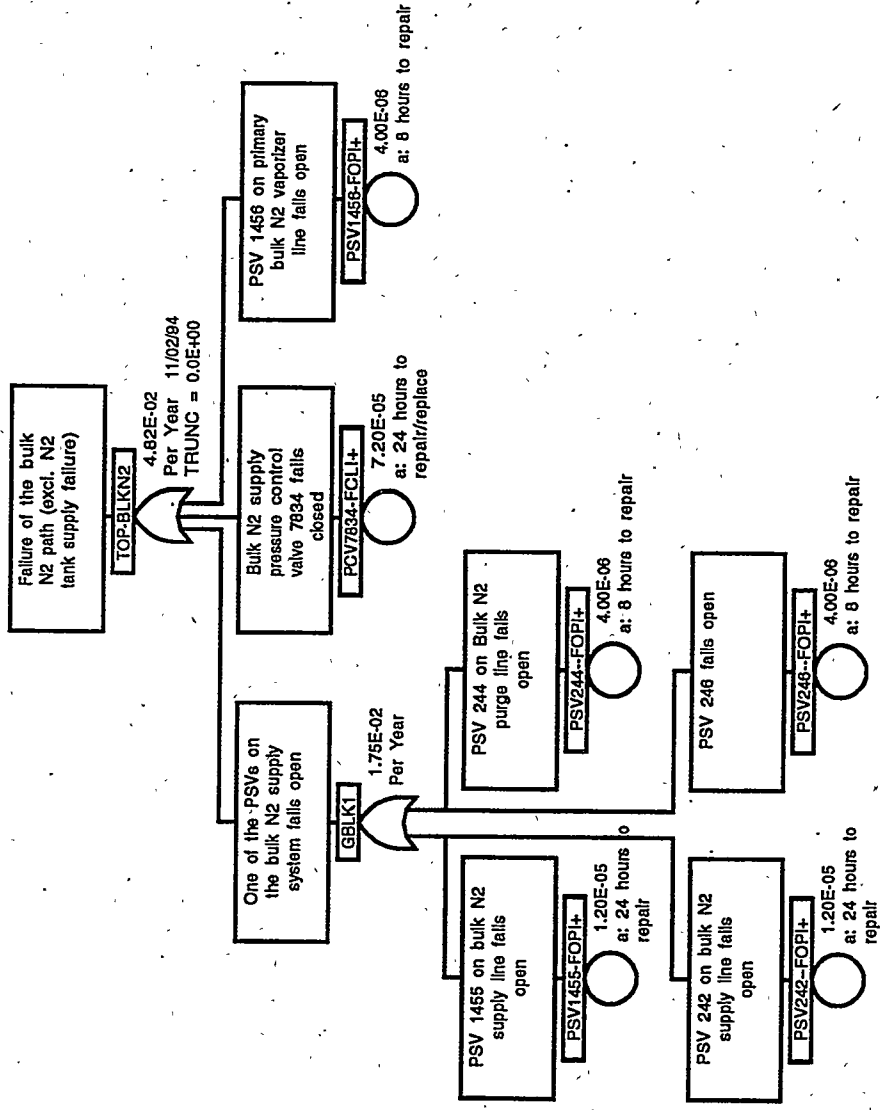 Failure of the bulk
N2 path (excl. N2
tank supply failure)
TOP-BLKN2
4.82E-02
Per Year 11/02/94
TRUNC = 0.0E+00
One of the PSVs on
the bulk N2 supply
system fails open
GBLK1
1.75E-02
Per Year
Bulk N2 supply
pressure control
valve 7834 fails
closed
PCV7834-FCLI+
7.20E-05
a: 24 hours to
repair/replace
PSV 1456 on primary
bulk N2 vaporizer
line fails open
PSV1456-FOPI+
4.00E-06
a: 8 hours to repair
PSV 1455 on bulk N2
supply line fails
open
PSV1455-FOPI+
1.20E-05
a: 24 hours to
repair
PSV 244 on Bulk N2
purge line fails
open
PSV244--FOPI+
4.00E-06
a: 8 hours to repair
PSV 242 on bulk N2
supply line fails
open
PSV242--FOPI+
1.20E-05
a: 24 hours to
repair
PSV 246 fails open
PSV246--FOPI+
4.00E-06
a: 8 hours to repair